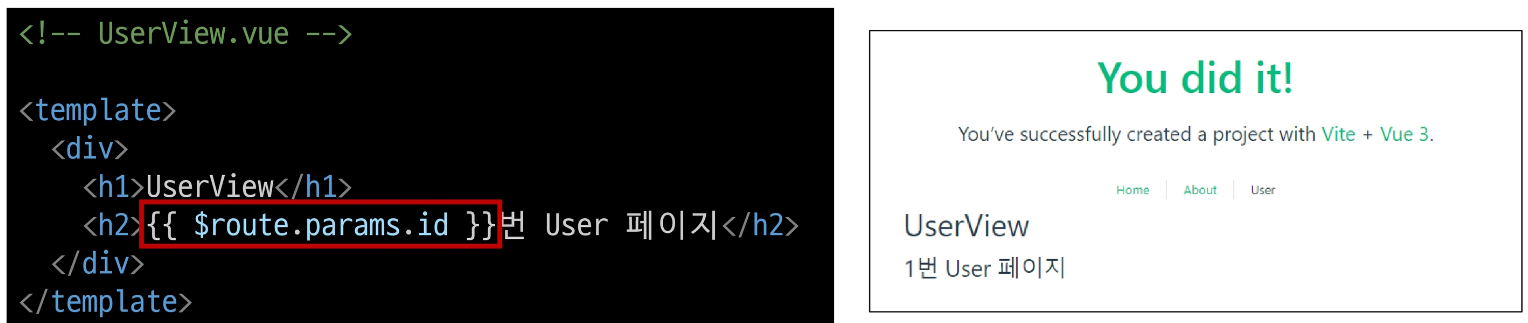 <!-- UserView.vue -->
<template>
<div>
<h1>UserView</h1>
<h2>{{ $route.params.id }}번 User 페이지</h2>
</div>
</template>
You did it!
You’ve successfully created a project with Vite + Vue 3.
Home About User
UserView
1번 User 페이지